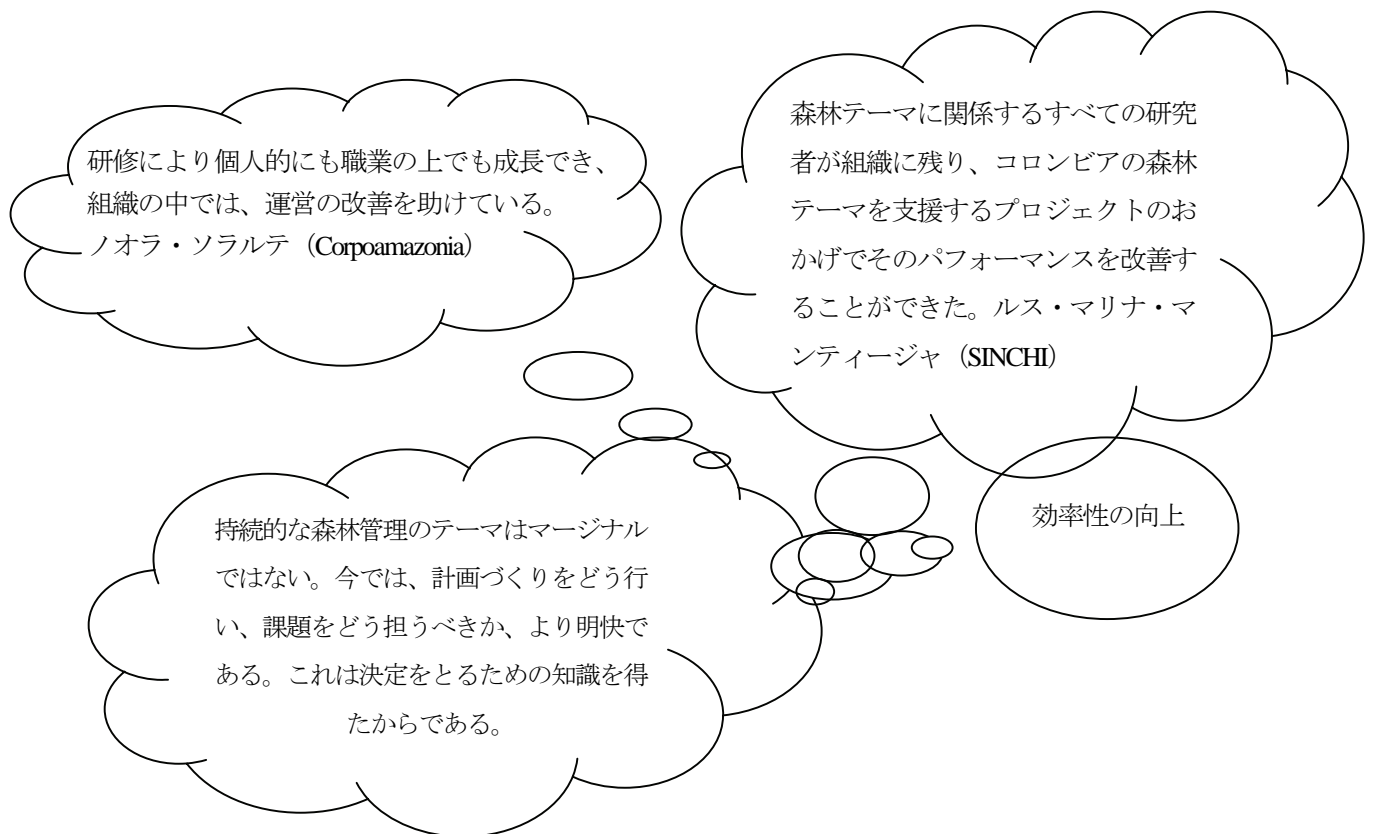 研修により個人的にも職業の上でも成長でき、
組織の中では、運営の改善を助けている。
ノオラ・ソラルテ（Corpoamazonia）
森林テーマに関係するすべての研究
者が組織に残り、コロンビアの森林
テーマを支援するプロジェクトのお
かげでそのパフォーマンスを改善す
ることができた。ルス・マリナ・マ
ンティージャ（SINCHI）
効率性の向上
持続的な森林管理のテーマはマージナル
ではない。今では、計画づくりをどう行
い、課題をどう担うべきか、より明快で
ある。これは決定をとるための知識を得
たからである。